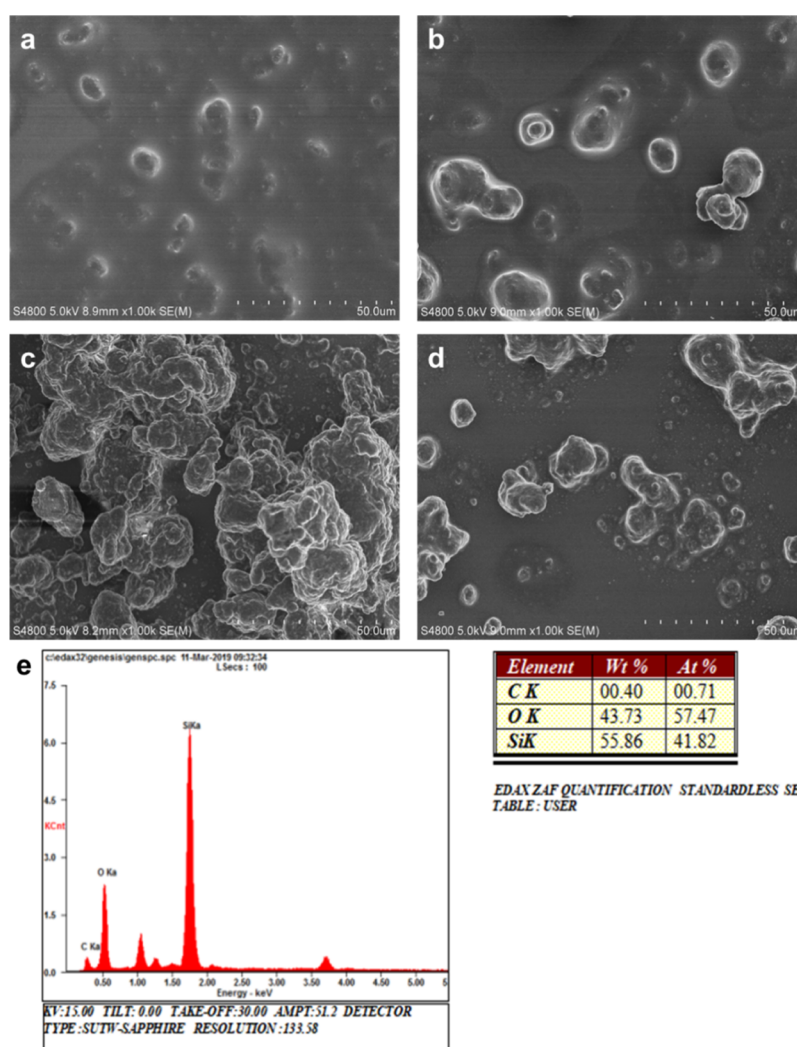 a
S4800 5.0kV 8.9mm x1.00k SE(M) 50.0um
b
S4800 5.0kV 9.0mm x1.00k SE(M) 50.0um
c
S4800 5.0kV 8.2mm x1.00k SE(M) 50.0um
d
S4800 5.0kV 9.0mm x1.00k SE(M) 50.0um
e
c:\edax32\genesis\genspc.spc 11-Mar-2019 09:32:34
LSecs : 100
7.5
6.0
4.5
KCnt
3.0
1.5
0.0
SiKa
O Ka
C Ka
0.50 1.00 1.50 2.00 2.50 3.00 3.50 4.00 4.50 5.00 5.
Energy - keV
KV:15.00 TILT: 0.00 TAKE-OFF:30.00 AMPT:51.2 DETECTOR
TYPE :SUTW-SAPPHIRE RESOLUTION :133.58
Element Wt % At %
C K 00.40 00.71
O K 43.73 57.47
SiK 55.86 41.82
EDAX ZAF QUANTIFICATION STANDARDLESS SE
TABLE : USER